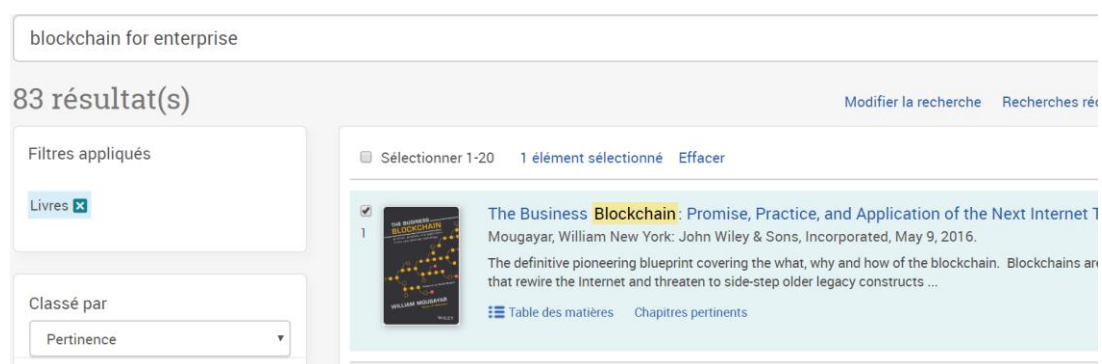 blockchain for enterprise
83 résultat(s)
Modifier la recherche Recherches réc
Filtres appliqués
Livres
Sélectionner 1-20 1 élément sélectionné Effacer
1
THE BUSINESS
BLOCKCHAIN
WILLIAM MOUGAYAR
WILEY
The Business Blockchain: Promise, Practice, and Application of the Next Internet T
Mougayar, William New York: John Wiley & Sons, Incorporated, May 9, 2016.
The definitive pioneering blueprint covering the what, why and how of the blockchain. Blockchains are
that rewire the Internet and threaten to side-step older legacy constructs ...
Table des matières Chapitres pertinents
Classé par
Pertinence